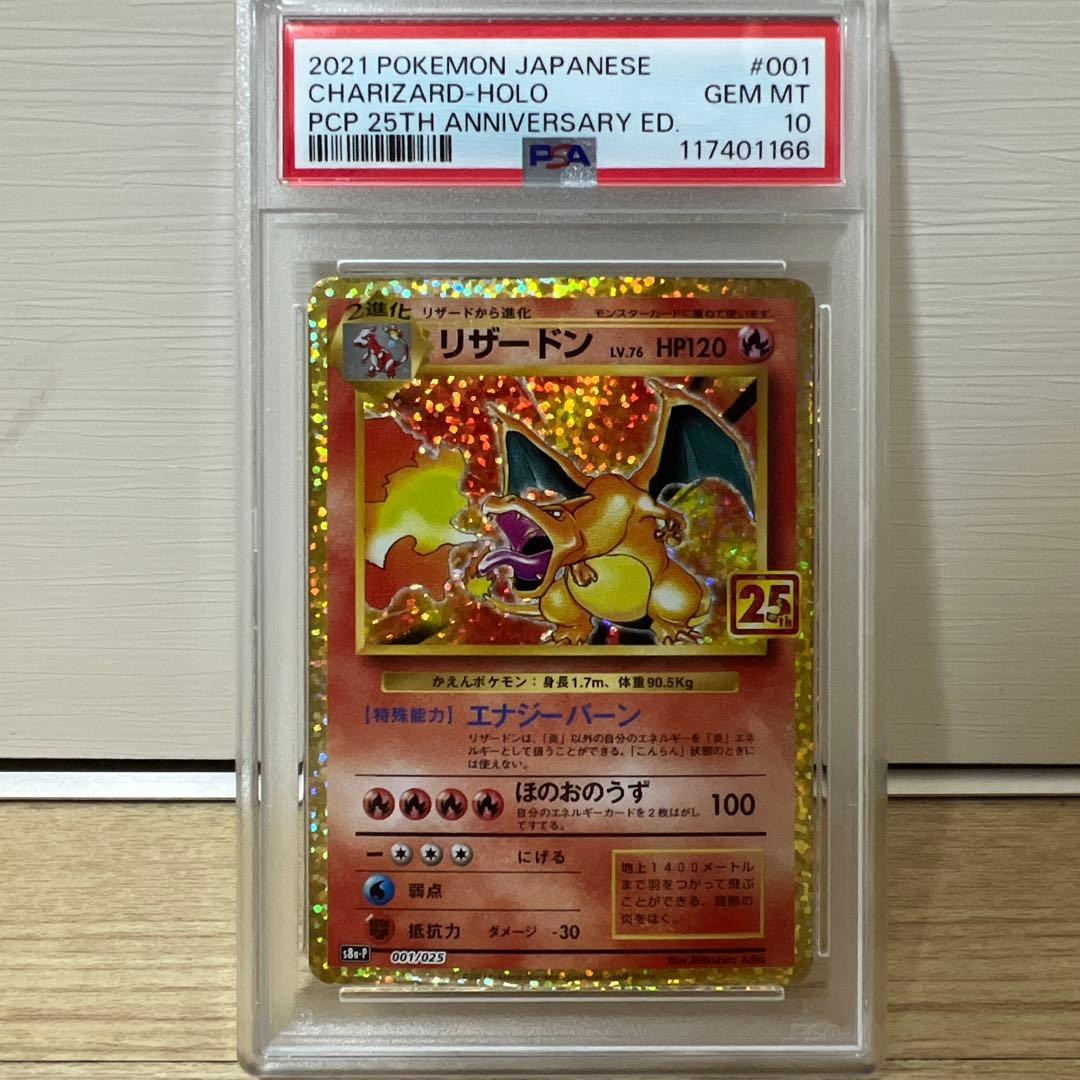 2021 POKEMON JAPANESE #001
CHARIZARD-HOLO GEM MT
PCP 25TH ANNIVERSARY ED. 10
PSA 117401166
2進化 リザードから進化 モンスターカードに重ねて使います。
リザードン LV.76 HP120
25th
かえんポケモン:身長1.7m、体重90.5Kg
【特殊能力】エナジーバーン
リザードンは、「炎」以外の自分のエネルギーを「炎」エネ
ルギーとして扱うことができる。「こんらん」状態のときに
は使えない。
ほのおのうず 100
自分のエネルギーカードを2枚はがし
てすてる。
にげる
弱点
抵抗力 ダメージ -30
地上1400メートル
まで羽をつかって飛ぶ
ことができる。高熱の
炎をはく。
s8a-P 001/025
Illus.Mitsuhiro Arita